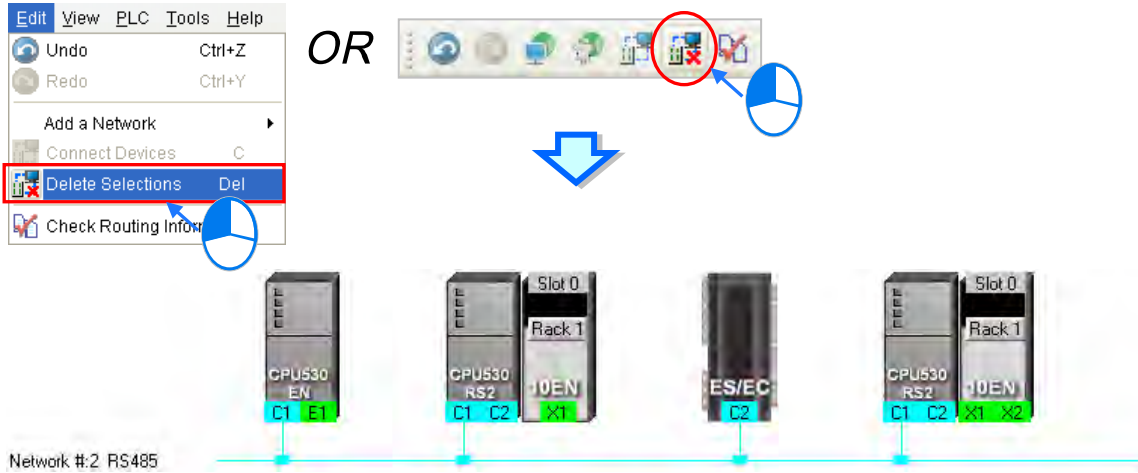 Edit View PLC Tools Help
Undo Ctrl+Z
Redo Ctrl+Y
Add a Network
Connect Devices C
Delete Selections Del
Check Routing Infor
OR
Slot 0
Rack 1
Slot 0
Rack 1
CPU530
EN
C1 E1
CPU530
RS2
C1 C2
10EN
X1
ES/EC
C2
CPU530
RS2
C1 C2
10EN
X1 X2
Network #:2 RS485